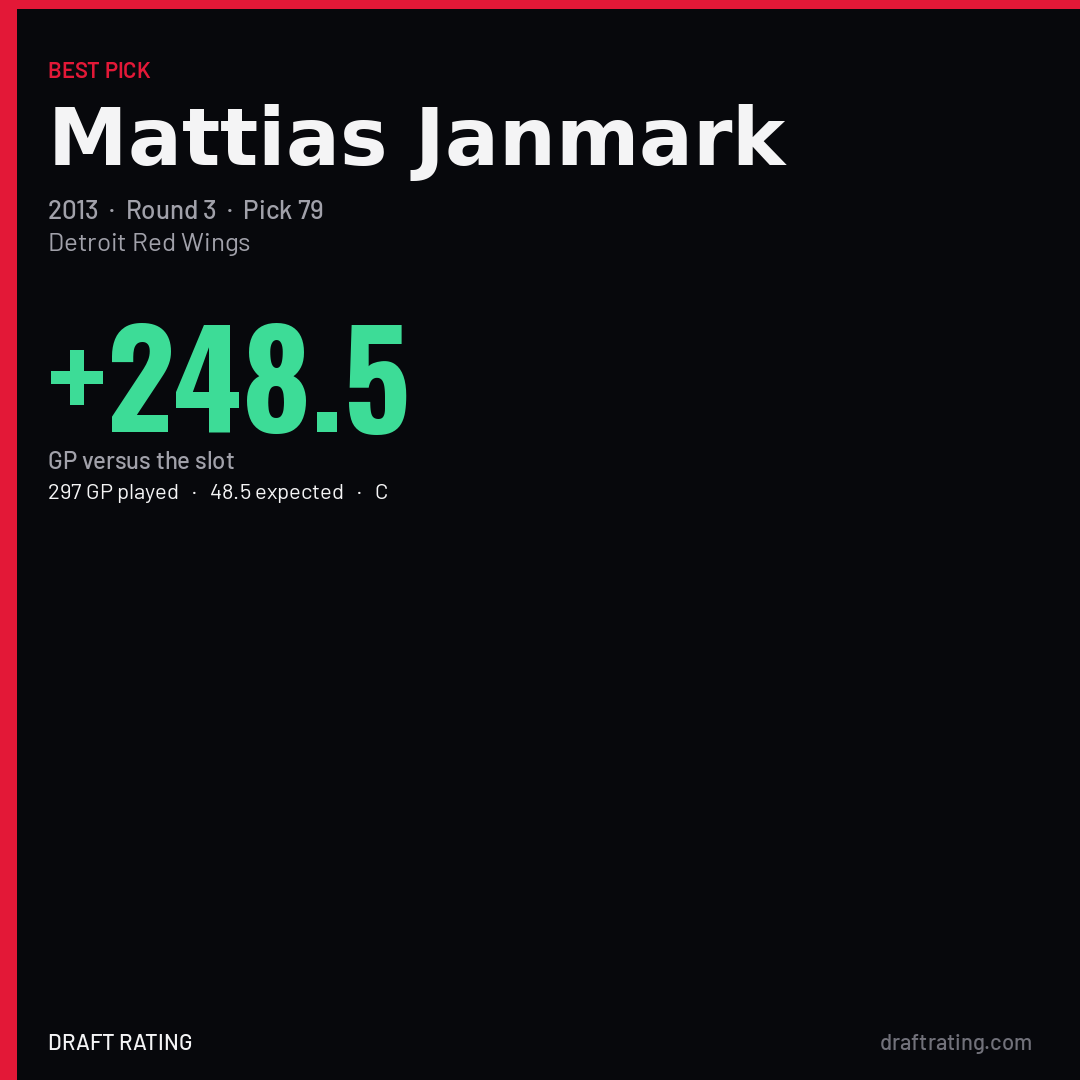 BEST PICK
Mattias Janmark
2013 · Round 3 · Pick 79
Detroit Red Wings
+248.5
GP versus the slot
297 GP played · 48.5 expected · C
DRAFT RATING
draftrating.com